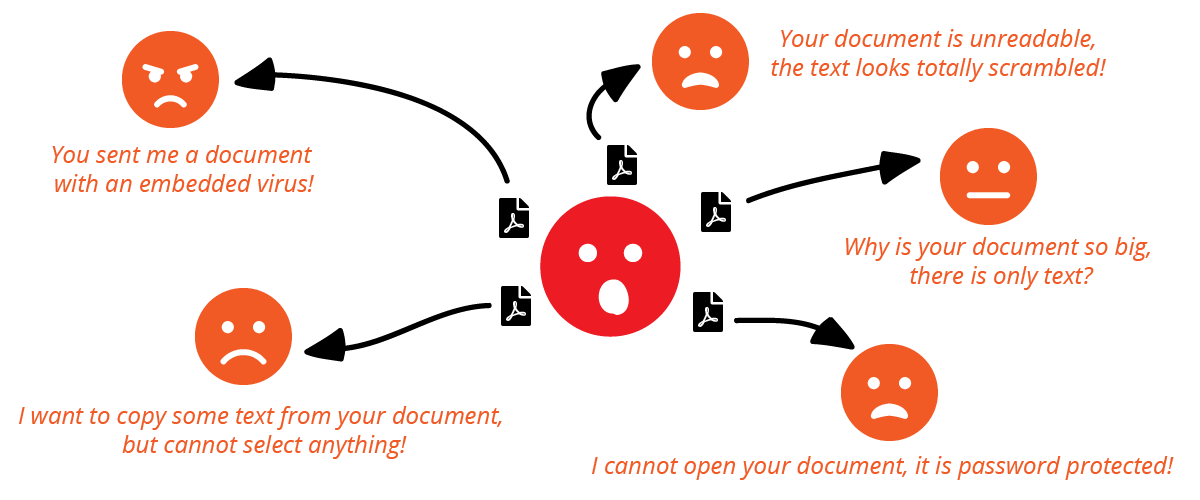 Your document is unreadable,
the text looks totally scrambled!
You sent me a document
with an embedded virus!
Why is your document so big,
there is only text?
I want to copy some text from your document,
but cannot select anything!
I cannot open your document, it is password protected!